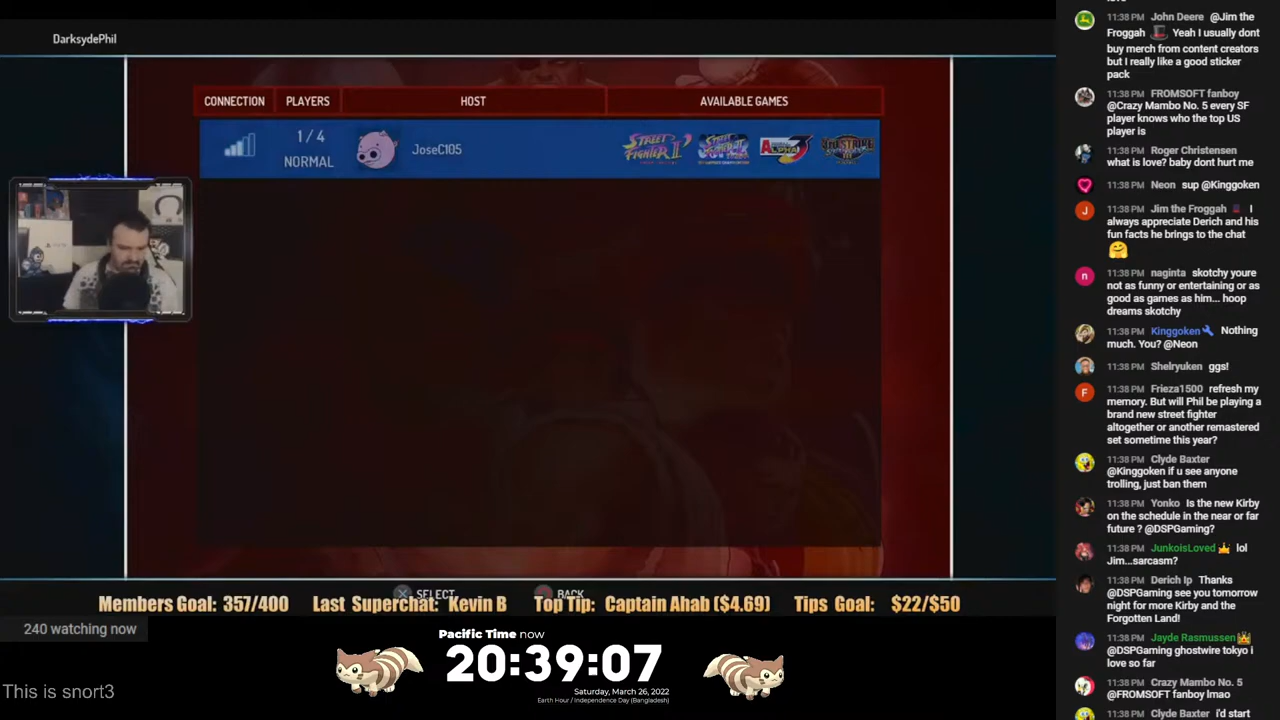 DarksydePhil
CONNECTION
PLAYERS
HOST
AVAILABLE GAMES
1 / 4
NORMAL
JoseC105
STREET FIGHTER II'
ALPHA 3
SELECT
BACK
Members Goal: 357/400
Last Superchat: Kevin B
Top Tip: Captain Ahab ($4.69)
Tips Goal: $22/$50
240 watching now
Pacific Time now
20:39:07
Saturday, March 26, 2022
Earth Hour / Independence Day (Bangladesh)
This is snort3
11:38 PM John Deere @Jim the
Froggah Yeah I usually dont
buy merch from content creators
but I really like a good sticker
pack
11:38 PM FROMSOFT fanboy
@Crazy Mambo No. 5 every SF
player knows who the top US
player is
11:38 PM Roger Christensen
what is love? baby dont hurt me
11:38 PM Neon sup @Kinggoken
11:38 PM Jim the Froggah I
always appreciate Derich and his
fun facts he brings to the chat
11:38 PM naginta skotchy youre
not as funny or entertaining or as
good as games as him... hoop
dreams skotchy
11:38 PM Kinggoken Nothing
much. You? @Neon
11:38 PM Shelryuken ggs!
11:38 PM Frieza1500 refresh my
memory. But will Phil be playing a
brand new street fighter
altogether or another remastered
set sometime this year?
11:38 PM Clyde Baxter
@Kinggoken if u see anyone
trolling, just ban them
11:38 PM Yonko Is the new Kirby
on the schedule in the near or far
future ? @DSPGaming?
11:38 PM JunkoisLoved lol
Jim...sarcasm?
11:38 PM Derich Ip Thanks
@DSPGaming see you tomorrow
night for more Kirby and the
Forgotten Land!
11:38 PM Jayde Rasmussen
@DSPGaming ghostwire tokyo i
love so far
11:38 PM Crazy Mambo No. 5
@FROMSOFT fanboy lmao
11:38 PM Clyde Baxter i'd start